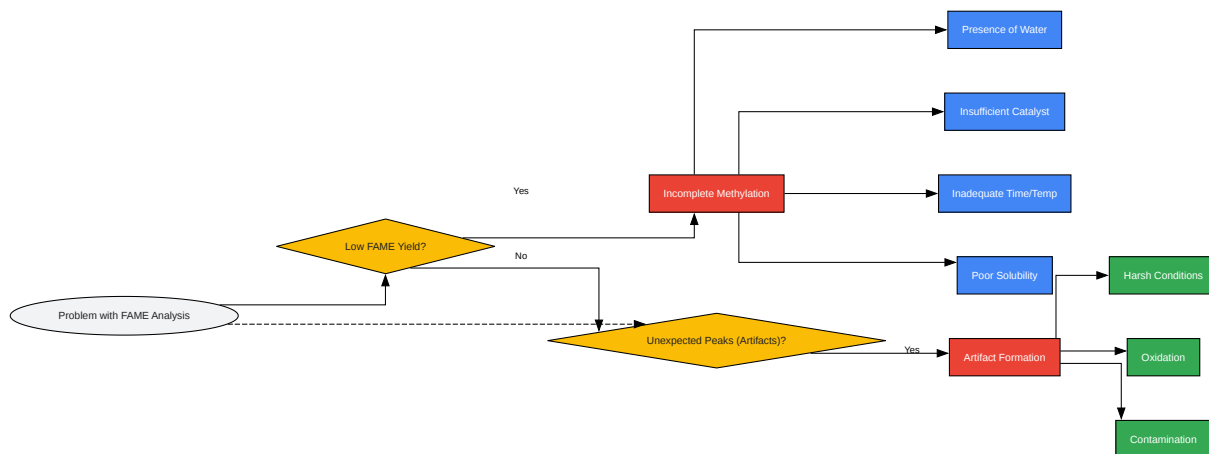 Presence of Water
Insufficient Catalyst
Yes
Incomplete Methylation
Inadequate Time/Temp
Low FAME Yield?
No
Poor Solubility
Harsh Conditions
Problem with FAME Analysis
Unexpected Peaks (Artifacts)?
Yes
Artifact Formation
Oxidation
Contamination